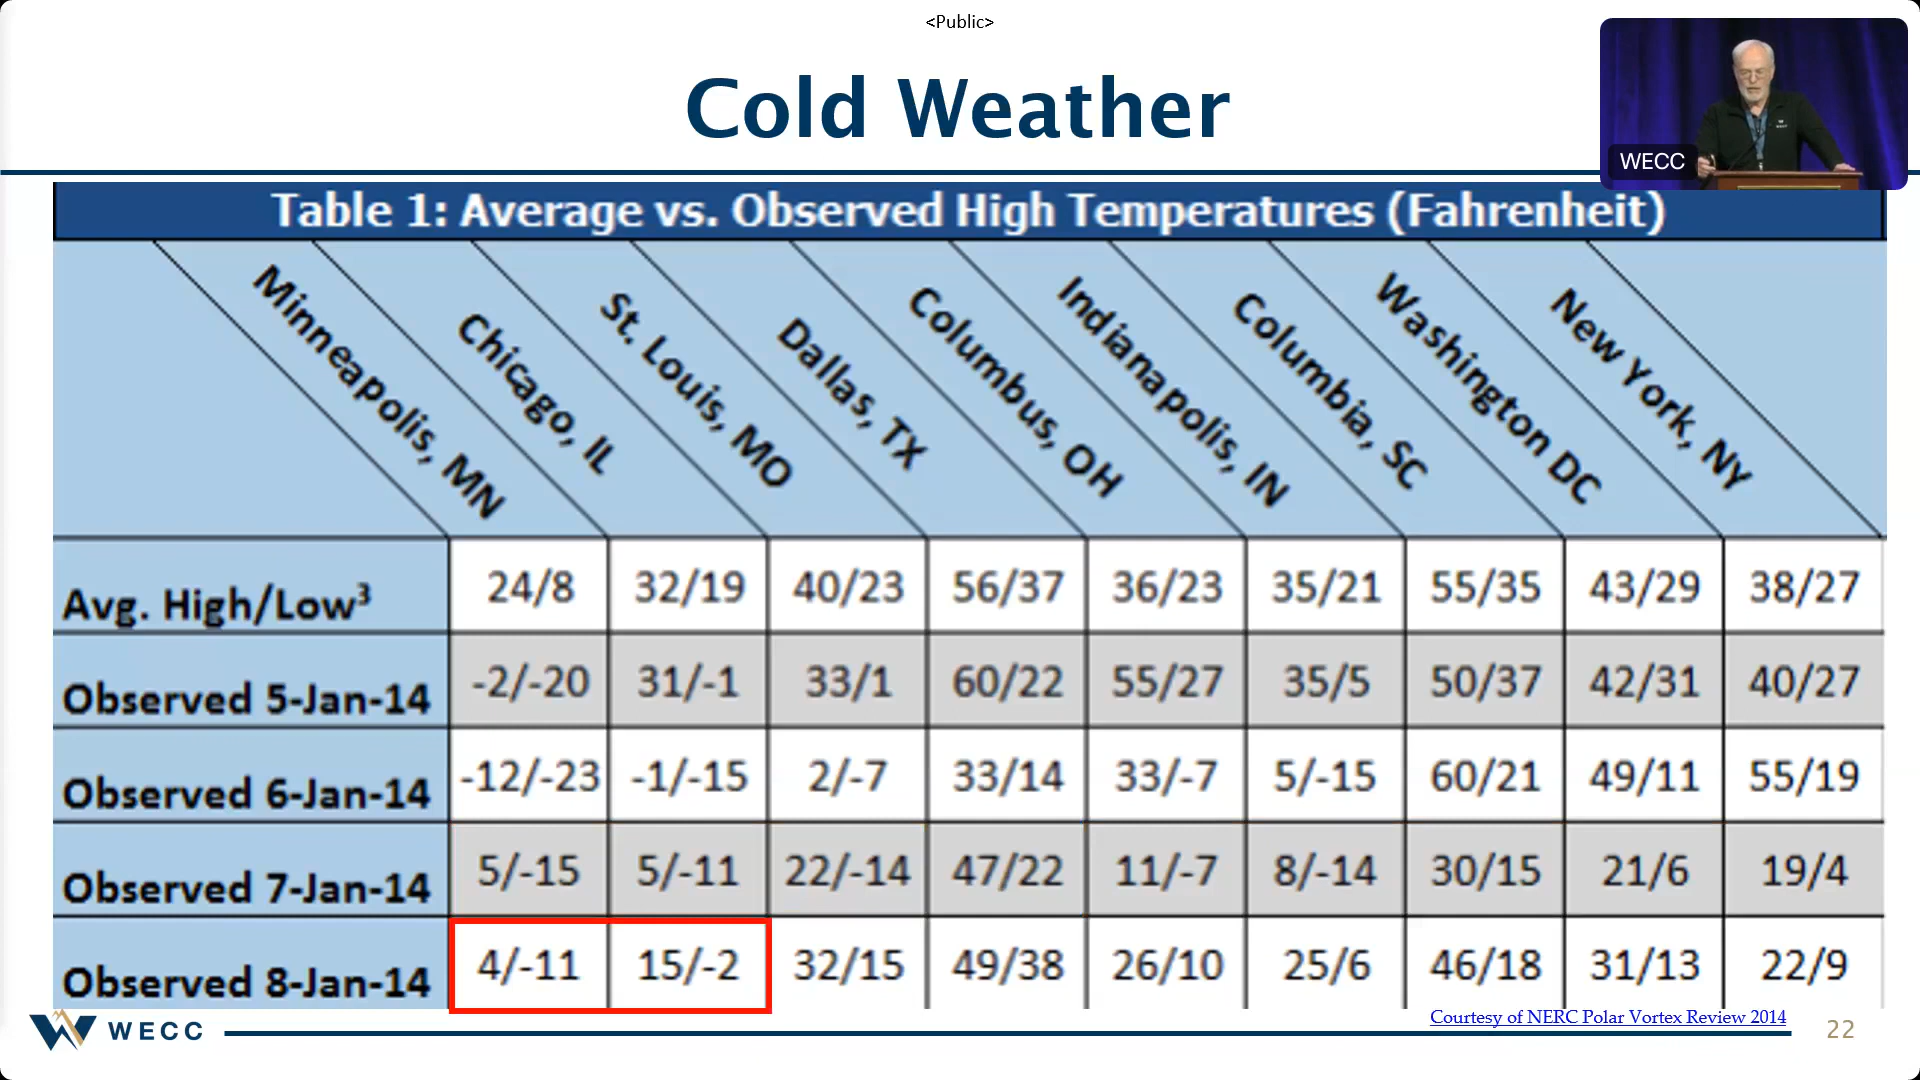 <Public>
Cold Weather
WECC
Table 1: Average vs. Observed High Temperatures (Fahrenheit)
Minneapolis, MN
Chicago, IL
St. Louis, MO
Dallas, TX
Columbus, OH
Indianapolis, IN
Columbia, SC
Washington DC
New York, NY
Avg. High/Low³ 24/8 32/19 40/23 56/37 36/23 35/21 55/35 43/29 38/27
Observed 5-Jan-14 -2/-20 31/-1 33/1 60/22 55/27 35/5 50/37 42/31 40/27
Observed 6-Jan-14 -12/-23 -1/-15 2/-7 33/14 33/-7 5/-15 60/21 49/11 55/19
Observed 7-Jan-14 5/-15 5/-11 22/-14 47/22 11/-7 8/-14 30/15 21/6 19/4
Observed 8-Jan-14 4/-11 15/-2 32/15 49/38 26/10 25/6 46/18 31/13 22/9
Courtesy of NERC Polar Vortex Review 2014
WECC
22